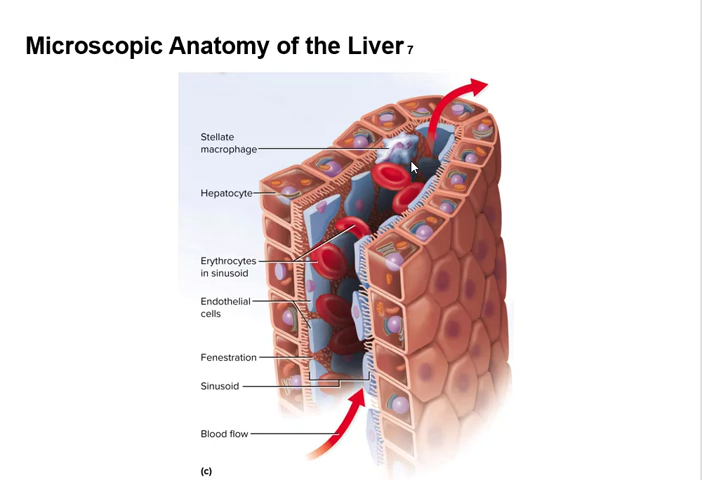 Microscopic Anatomy of the Liver 7
Stellate
macrophage
Hepatocyte
Erythrocytes
in sinusoid
Endothelial
cells
Fenestration
Sinusoid
Blood flow
(c)